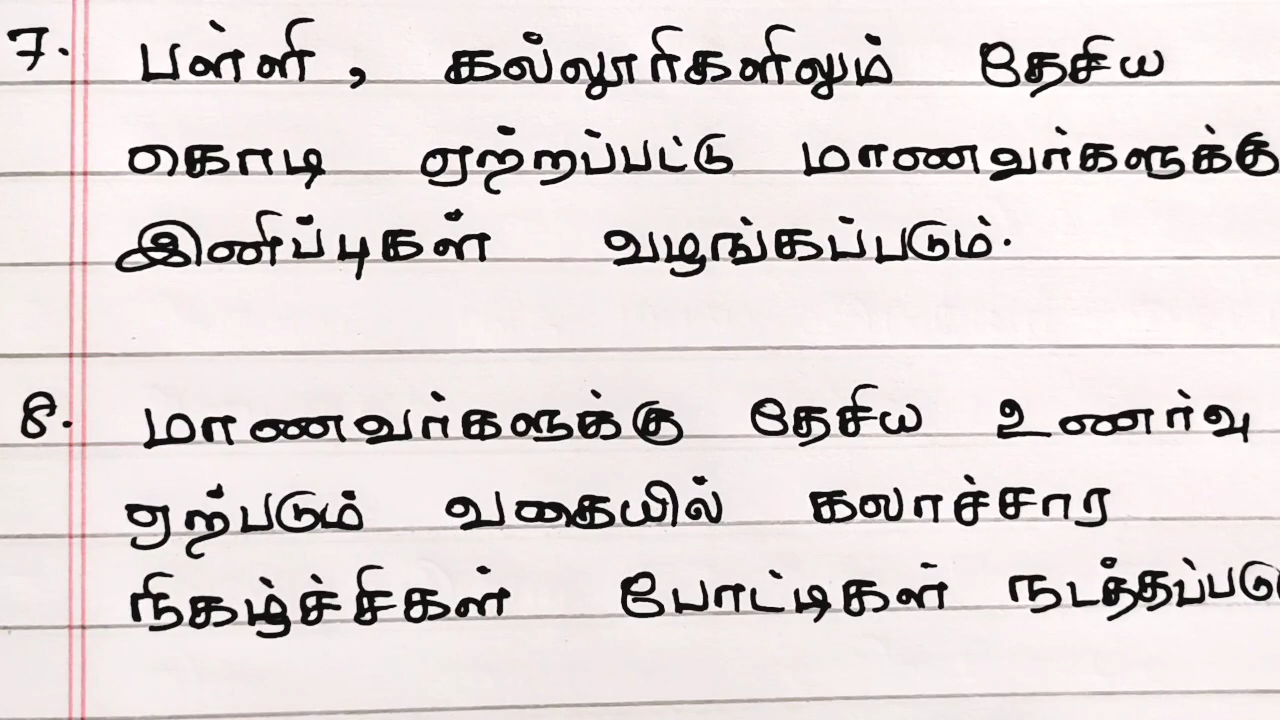 7. பள்ளி, கல்லூரிகளிலும் தேசிய
கொடி ஏற்றப்பட்டு மாணவர்களுக்கு
இனிப்புகள் வழங்கப்படும்.
8. மாணவர்களுக்கு தேசிய உணர்வு
ஏற்படும் வகையில் கலாச்சார
நிகழ்ச்சிகள் போட்டிகள் நடத்தப்படு